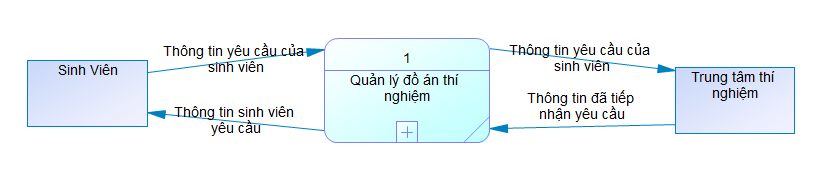 Sinh Viên
Thông tin yêu cầu của
sinh viên
Thông tin sinh viên
yêu cầu
1
Quản lý đồ án thí
nghiệm
Thông tin yêu cầu của
sinh viên
Thông tin đã tiếp
nhận yêu cầu
Trung tâm thí
nghiệm